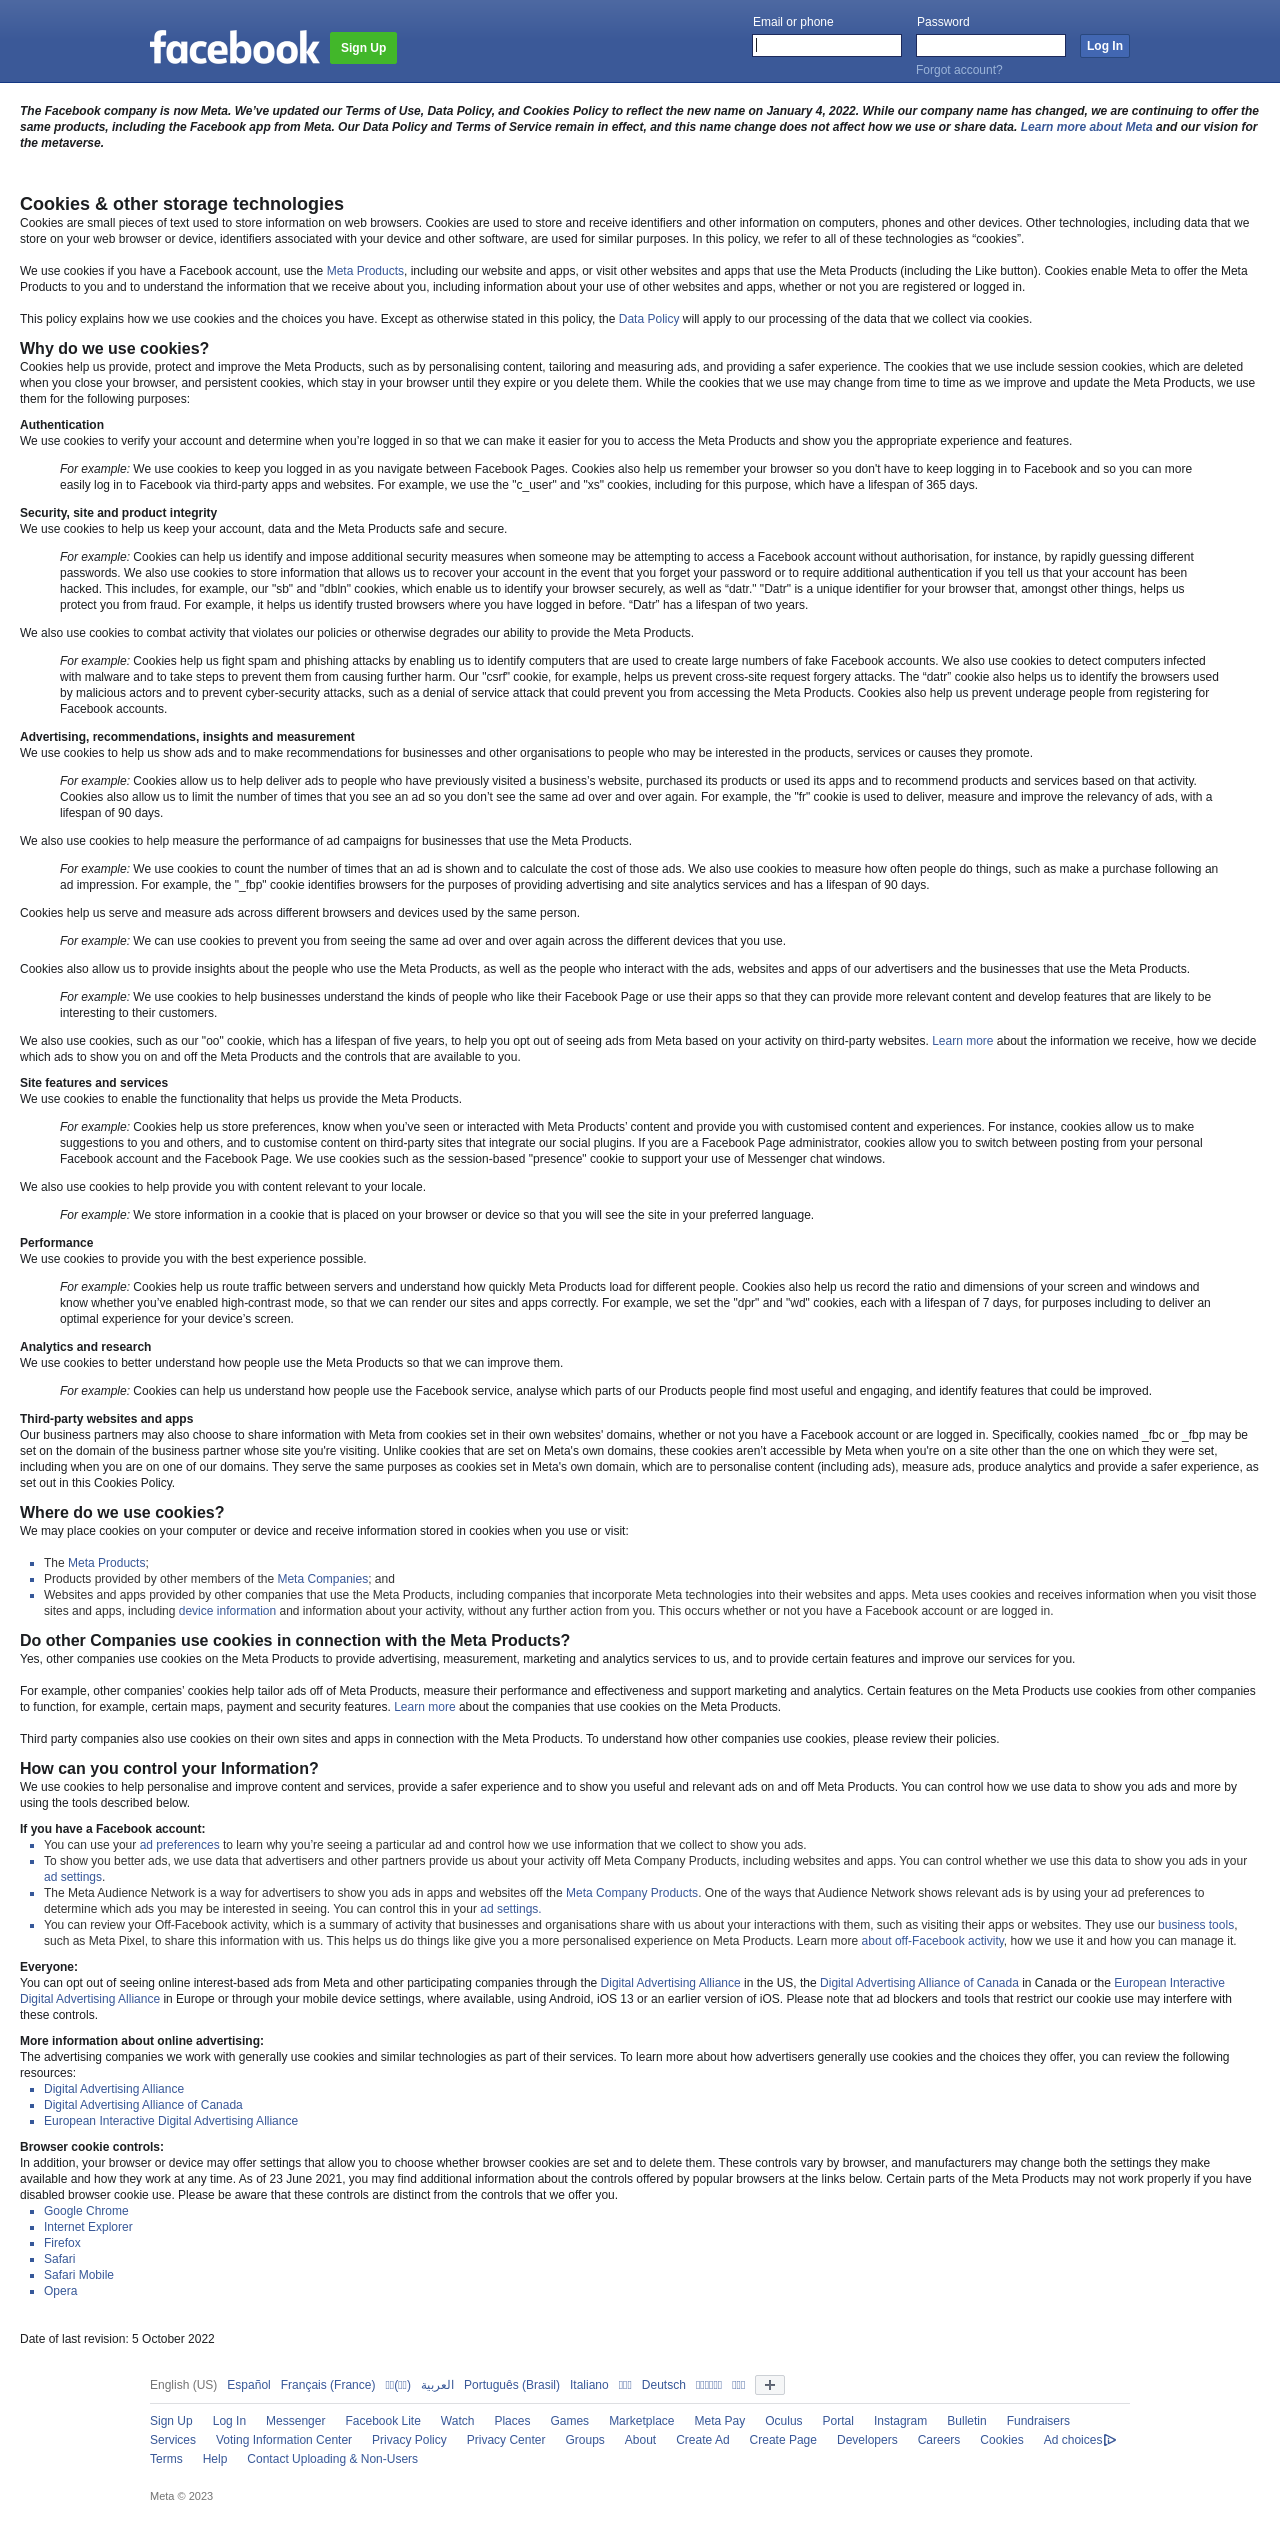 Email or phone
Password
facebook
Sign Up
Log In
Forgot account?
The Facebook company is now Meta. We’ve updated our Terms of Use, Data Policy, and Cookies Policy to reflect the new name on January 4, 2022. While our company name has changed, we are continuing to offer the
same products, including the Facebook app from Meta. Our Data Policy and Terms of Service remain in effect, and this name change does not affect how we use or share data. Learn more about Meta and our vision for
the metaverse.
Cookies & other storage technologies
Cookies are small pieces of text used to store information on web browsers. Cookies are used to store and receive identifiers and other information on computers, phones and other devices. Other technologies, including data that we
store on your web browser or device, identifiers associated with your device and other software, are used for similar purposes. In this policy, we refer to all of these technologies as “cookies”.
We use cookies if you have a Facebook account, use the Meta Products, including our website and apps, or visit other websites and apps that use the Meta Products (including the Like button). Cookies enable Meta to offer the Meta
Products to you and to understand the information that we receive about you, including information about your use of other websites and apps, whether or not you are registered or logged in.
This policy explains how we use cookies and the choices you have. Except as otherwise stated in this policy, the Data Policy will apply to our processing of the data that we collect via cookies.
Why do we use cookies?
Cookies help us provide, protect and improve the Meta Products, such as by personalising content, tailoring and measuring ads, and providing a safer experience. The cookies that we use include session cookies, which are deleted
when you close your browser, and persistent cookies, which stay in your browser until they expire or you delete them. While the cookies that we use may change from time to time as we improve and update the Meta Products, we use
them for the following purposes:
Authentication
We use cookies to verify your account and determine when you’re logged in so that we can make it easier for you to access the Meta Products and show you the appropriate experience and features.
For example: We use cookies to keep you logged in as you navigate between Facebook Pages. Cookies also help us remember your browser so you don't have to keep logging in to Facebook and so you can more
easily log in to Facebook via third-party apps and websites. For example, we use the "c_user" and "xs" cookies, including for this purpose, which have a lifespan of 365 days.
Security, site and product integrity
We use cookies to help us keep your account, data and the Meta Products safe and secure.
For example: Cookies can help us identify and impose additional security measures when someone may be attempting to access a Facebook account without authorisation, for instance, by rapidly guessing different
passwords. We also use cookies to store information that allows us to recover your account in the event that you forget your password or to require additional authentication if you tell us that your account has been
hacked. This includes, for example, our "sb" and "dbln" cookies, which enable us to identify your browser securely, as well as “datr." "Datr" is a unique identifier for your browser that, amongst other things, helps us
protect you from fraud. For example, it helps us identify trusted browsers where you have logged in before. “Datr” has a lifespan of two years.
We also use cookies to combat activity that violates our policies or otherwise degrades our ability to provide the Meta Products.
For example: Cookies help us fight spam and phishing attacks by enabling us to identify computers that are used to create large numbers of fake Facebook accounts. We also use cookies to detect computers infected
with malware and to take steps to prevent them from causing further harm. Our "csrf" cookie, for example, helps us prevent cross-site request forgery attacks. The “datr” cookie also helps us to identify the browsers used
by malicious actors and to prevent cyber-security attacks, such as a denial of service attack that could prevent you from accessing the Meta Products. Cookies also help us prevent underage people from registering for
Facebook accounts.
Advertising, recommendations, insights and measurement
We use cookies to help us show ads and to make recommendations for businesses and other organisations to people who may be interested in the products, services or causes they promote.
For example: Cookies allow us to help deliver ads to people who have previously visited a business’s website, purchased its products or used its apps and to recommend products and services based on that activity.
Cookies also allow us to limit the number of times that you see an ad so you don’t see the same ad over and over again. For example, the "fr" cookie is used to deliver, measure and improve the relevancy of ads, with a
lifespan of 90 days.
We also use cookies to help measure the performance of ad campaigns for businesses that use the Meta Products.
For example: We use cookies to count the number of times that an ad is shown and to calculate the cost of those ads. We also use cookies to measure how often people do things, such as make a purchase following an
ad impression. For example, the "_fbp" cookie identifies browsers for the purposes of providing advertising and site analytics services and has a lifespan of 90 days.
Cookies help us serve and measure ads across different browsers and devices used by the same person.
For example: We can use cookies to prevent you from seeing the same ad over and over again across the different devices that you use.
Cookies also allow us to provide insights about the people who use the Meta Products, as well as the people who interact with the ads, websites and apps of our advertisers and the businesses that use the Meta Products.
For example: We use cookies to help businesses understand the kinds of people who like their Facebook Page or use their apps so that they can provide more relevant content and develop features that are likely to be
interesting to their customers.
We also use cookies, such as our "oo" cookie, which has a lifespan of five years, to help you opt out of seeing ads from Meta based on your activity on third-party websites. Learn more about the information we receive, how we decide
which ads to show you on and off the Meta Products and the controls that are available to you.
Site features and services
We use cookies to enable the functionality that helps us provide the Meta Products.
For example: Cookies help us store preferences, know when you’ve seen or interacted with Meta Products’ content and provide you with customised content and experiences. For instance, cookies allow us to make
suggestions to you and others, and to customise content on third-party sites that integrate our social plugins. If you are a Facebook Page administrator, cookies allow you to switch between posting from your personal
Facebook account and the Facebook Page. We use cookies such as the session-based "presence" cookie to support your use of Messenger chat windows.
We also use cookies to help provide you with content relevant to your locale.
For example: We store information in a cookie that is placed on your browser or device so that you will see the site in your preferred language.
Performance
We use cookies to provide you with the best experience possible.
For example: Cookies help us route traffic between servers and understand how quickly Meta Products load for different people. Cookies also help us record the ratio and dimensions of your screen and windows and
know whether you’ve enabled high-contrast mode, so that we can render our sites and apps correctly. For example, we set the "dpr" and "wd" cookies, each with a lifespan of 7 days, for purposes including to deliver an
optimal experience for your device’s screen.
Analytics and research
We use cookies to better understand how people use the Meta Products so that we can improve them.
For example: Cookies can help us understand how people use the Facebook service, analyse which parts of our Products people find most useful and engaging, and identify features that could be improved.
Third-party websites and apps
Our business partners may also choose to share information with Meta from cookies set in their own websites' domains, whether or not you have a Facebook account or are logged in. Specifically, cookies named _fbc or _fbp may be
set on the domain of the business partner whose site you're visiting. Unlike cookies that are set on Meta's own domains, these cookies aren’t accessible by Meta when you're on a site other than the one on which they were set,
including when you are on one of our domains. They serve the same purposes as cookies set in Meta's own domain, which are to personalise content (including ads), measure ads, produce analytics and provide a safer experience, as
set out in this Cookies Policy.
Where do we use cookies?
We may place cookies on your computer or device and receive information stored in cookies when you use or visit:
The Meta Products;
Products provided by other members of the Meta Companies; and
Websites and apps provided by other companies that use the Meta Products, including companies that incorporate Meta technologies into their websites and apps. Meta uses cookies and receives information when you visit those
sites and apps, including device information and information about your activity, without any further action from you. This occurs whether or not you have a Facebook account or are logged in.
Do other Companies use cookies in connection with the Meta Products?
Yes, other companies use cookies on the Meta Products to provide advertising, measurement, marketing and analytics services to us, and to provide certain features and improve our services for you.
For example, other companies’ cookies help tailor ads off of Meta Products, measure their performance and effectiveness and support marketing and analytics. Certain features on the Meta Products use cookies from other companies
to function, for example, certain maps, payment and security features. Learn more about the companies that use cookies on the Meta Products.
Third party companies also use cookies on their own sites and apps in connection with the Meta Products. To understand how other companies use cookies, please review their policies.
How can you control your Information?
We use cookies to help personalise and improve content and services, provide a safer experience and to show you useful and relevant ads on and off Meta Products. You can control how we use data to show you ads and more by
using the tools described below.
If you have a Facebook account:
You can use your ad preferences to learn why you’re seeing a particular ad and control how we use information that we collect to show you ads.
To show you better ads, we use data that advertisers and other partners provide us about your activity off Meta Company Products, including websites and apps. You can control whether we use this data to show you ads in your
ad settings.
The Meta Audience Network is a way for advertisers to show you ads in apps and websites off the Meta Company Products. One of the ways that Audience Network shows relevant ads is by using your ad preferences to
determine which ads you may be interested in seeing. You can control this in your ad settings.
You can review your Off-Facebook activity, which is a summary of activity that businesses and organisations share with us about your interactions with them, such as visiting their apps or websites. They use our business tools,
such as Meta Pixel, to share this information with us. This helps us do things like give you a more personalised experience on Meta Products. Learn more about off-Facebook activity, how we use it and how you can manage it.
Everyone:
You can opt out of seeing online interest-based ads from Meta and other participating companies through the Digital Advertising Alliance in the US, the Digital Advertising Alliance of Canada in Canada or the European Interactive
Digital Advertising Alliance in Europe or through your mobile device settings, where available, using Android, iOS 13 or an earlier version of iOS. Please note that ad blockers and tools that restrict our cookie use may interfere with
these controls.
More information about online advertising:
The advertising companies we work with generally use cookies and similar technologies as part of their services. To learn more about how advertisers generally use cookies and the choices they offer, you can review the following
resources:
Digital Advertising Alliance
Digital Advertising Alliance of Canada
European Interactive Digital Advertising Alliance
Browser cookie controls:
In addition, your browser or device may offer settings that allow you to choose whether browser cookies are set and to delete them. These controls vary by browser, and manufacturers may change both the settings they make
available and how they work at any time. As of 23 June 2021, you may find additional information about the controls offered by popular browsers at the links below. Certain parts of the Meta Products may not work properly if you have
disabled browser cookie use. Please be aware that these controls are distinct from the controls that we offer you.
Google Chrome
Internet Explorer
Firefox
Safari
Safari Mobile
Opera
Date of last revision: 5 October 2022
English (US) Español Français (France) العربية Português (Brasil) Italiano Deutsch
Sign Up Log In Messenger Facebook Lite Watch Places Games Marketplace Meta Pay Oculus Portal Instagram Bulletin Fundraisers
Services Voting Information Center Privacy Policy Privacy Center Groups About Create Ad Create Page Developers Careers Cookies Ad choices
Terms Help Contact Uploading & Non-Users
Meta © 2023